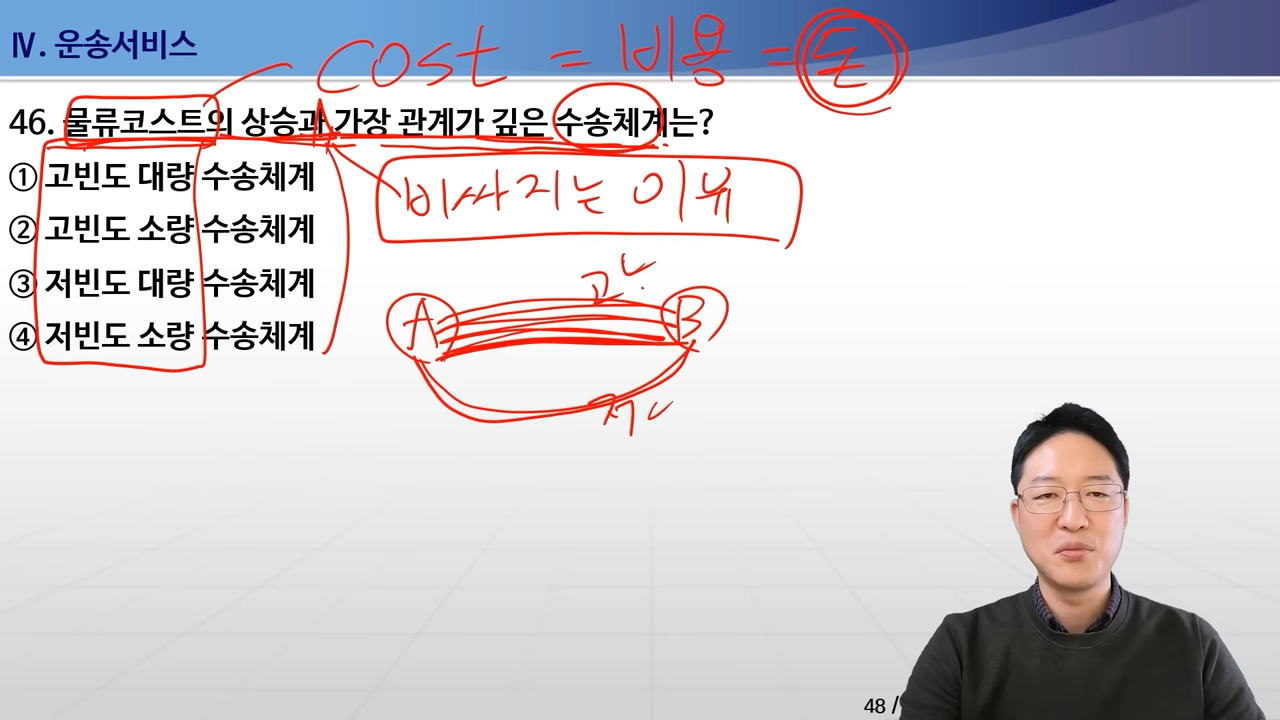 Ⅳ. 운송서비스
cost = 비용 = 돈
46. 물류코스트의 상승과 가장 관계가 깊은 수송체계는?
① 고빈도 대량 수송체계
비싸지는 이유
② 고빈도 소량 수송체계
③ 저빈도 대량 수송체계
고
④ 저빈도 소량 수송체계
A B
저
48 /